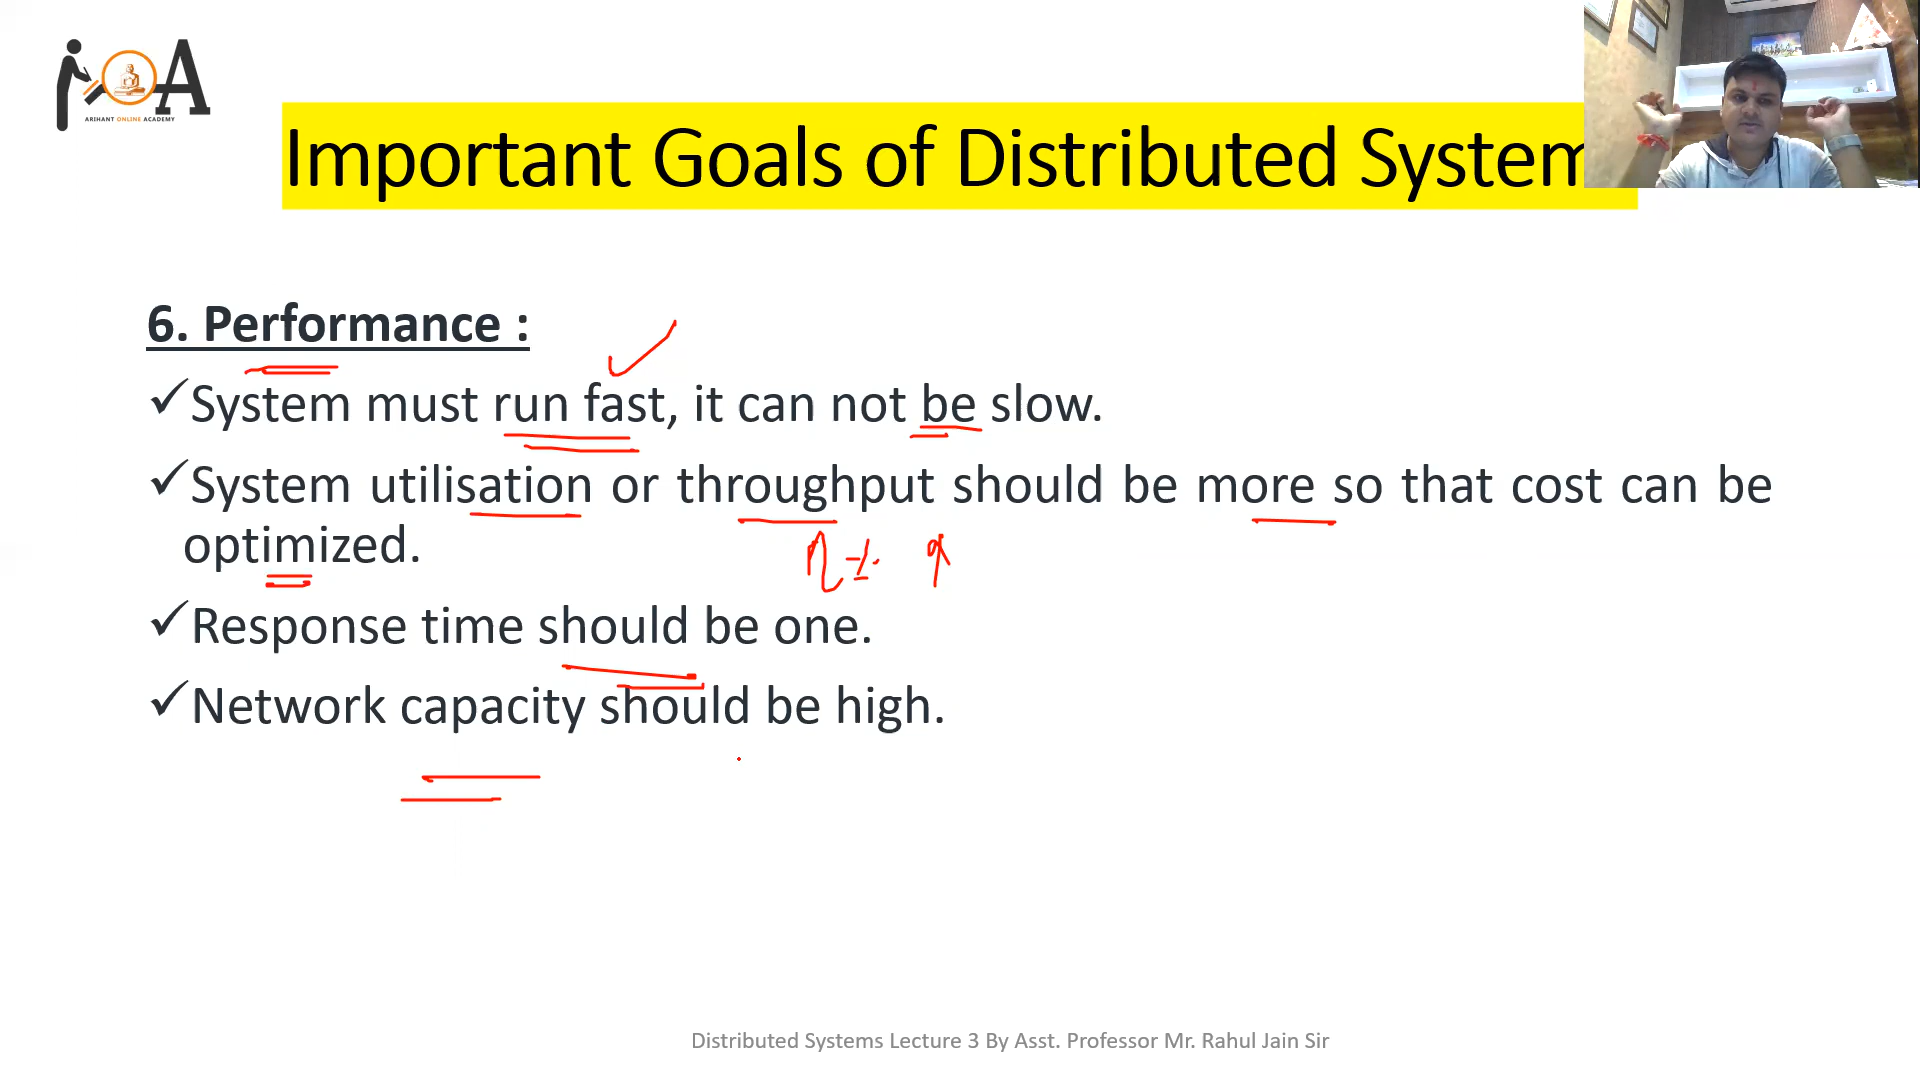 A
ARIHANT ONLINE ACADEMY
Important Goals of Distributed System
6. Performance :
✓System must run fast, it can not be slow.
✓System utilisation or throughput should be more so that cost can be
optimized.
η %
✓Response time should be one.
✓Network capacity should be high.
Distributed Systems Lecture 3 By Asst. Professor Mr. Rahul Jain Sir